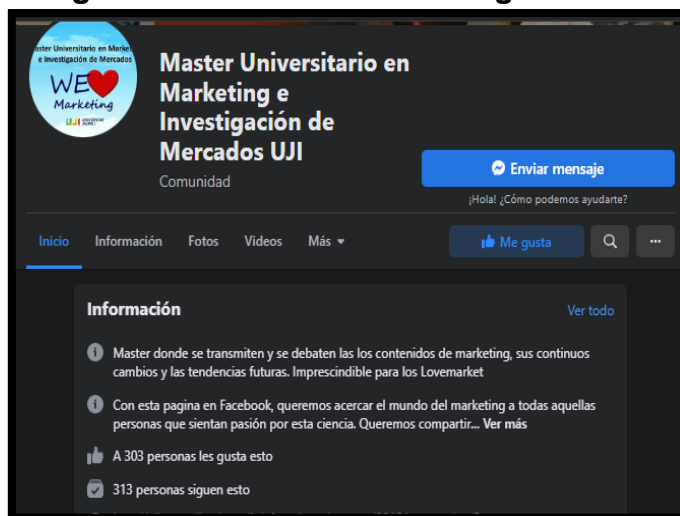 Master Universitario en Market
e Investigación de Mercados
WE
Marketing
UJI
Master Universitario en
Marketing e
Investigación de
Mercados UJI
Comunidad
Enviar mensaje
¡Hola! ¿Cómo podemos ayudarte?
Inicio Información Fotos Videos Más
Me gusta
Información
Ver todo
Master donde se transmiten y se debaten las los contenidos de marketing, sus continuos
cambios y las tendencias futuras. Imprescindible para los Lovemarket
Con esta pagina en Facebook, queremos acercar el mundo del marketing a todas aquellas
personas que sientan pasión por esta ciencia. Queremos compartir... Ver más
A 303 personas les gusta esto
313 personas siguen esto